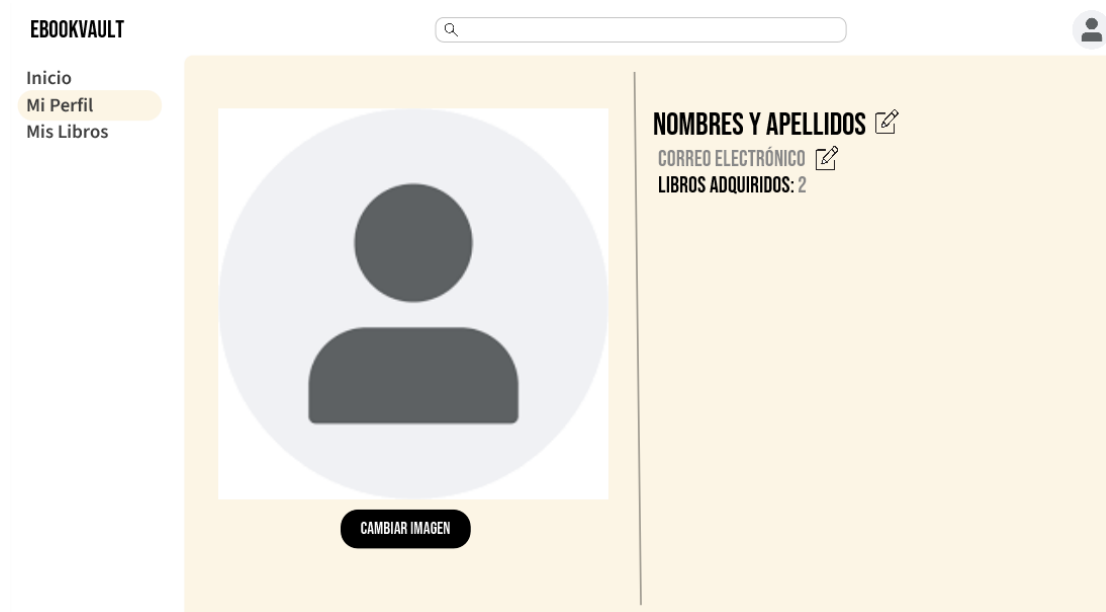 EBOOKVAULT
Inicio
Mi Perfil
Mis Libros
NOMBRES Y APELLIDOS
CORREO ELECTRÓNICO
LIBROS ADQUIRIDOS: 2
CAMBIAR IMAGEN